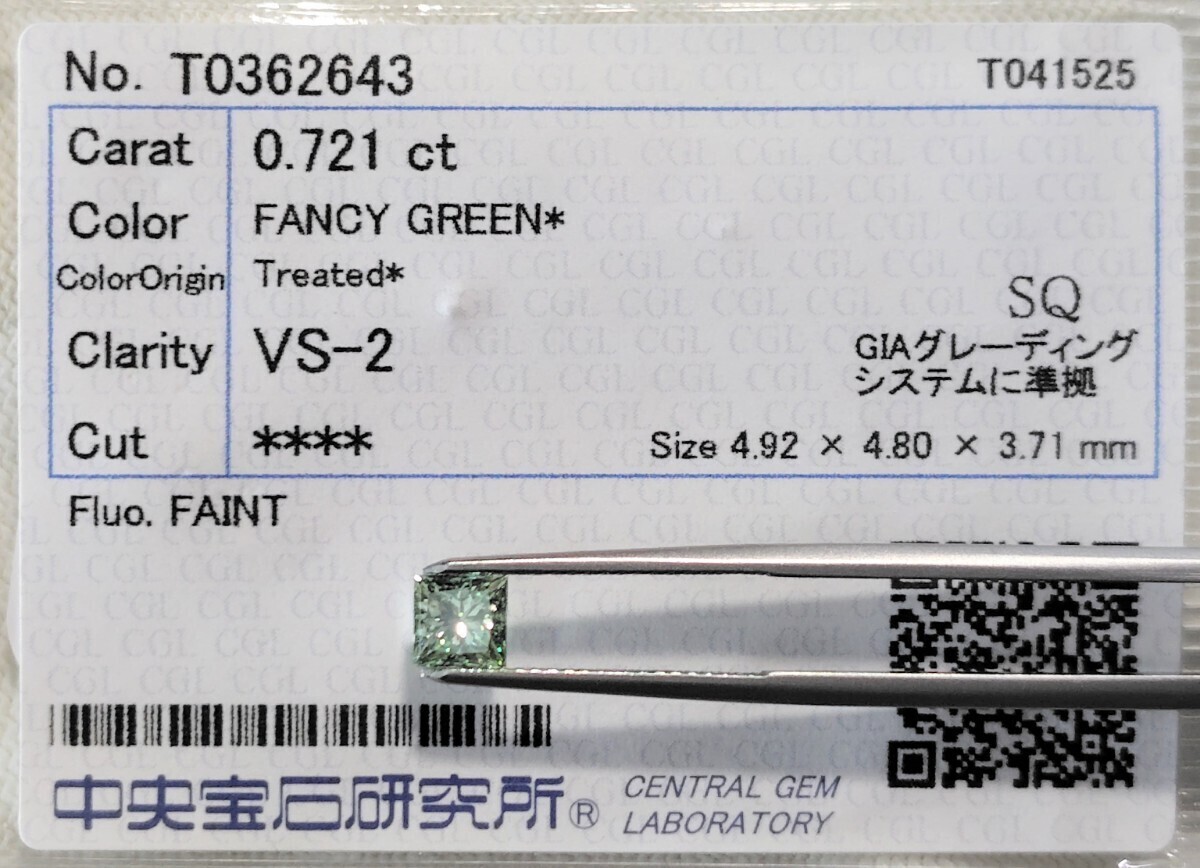 No. T0362643
T041525
Carat 0.721 ct
Color FANCY GREEN*
ColorOrigin Treated*
SQ
Clarity VS-2
GIAグレーディング
システムに準拠
Cut ****
Size 4.92 × 4.80 × 3.71 mm
Fluo. FAINT
中央宝石研究所®
CENTRAL GEM
LABORATORY